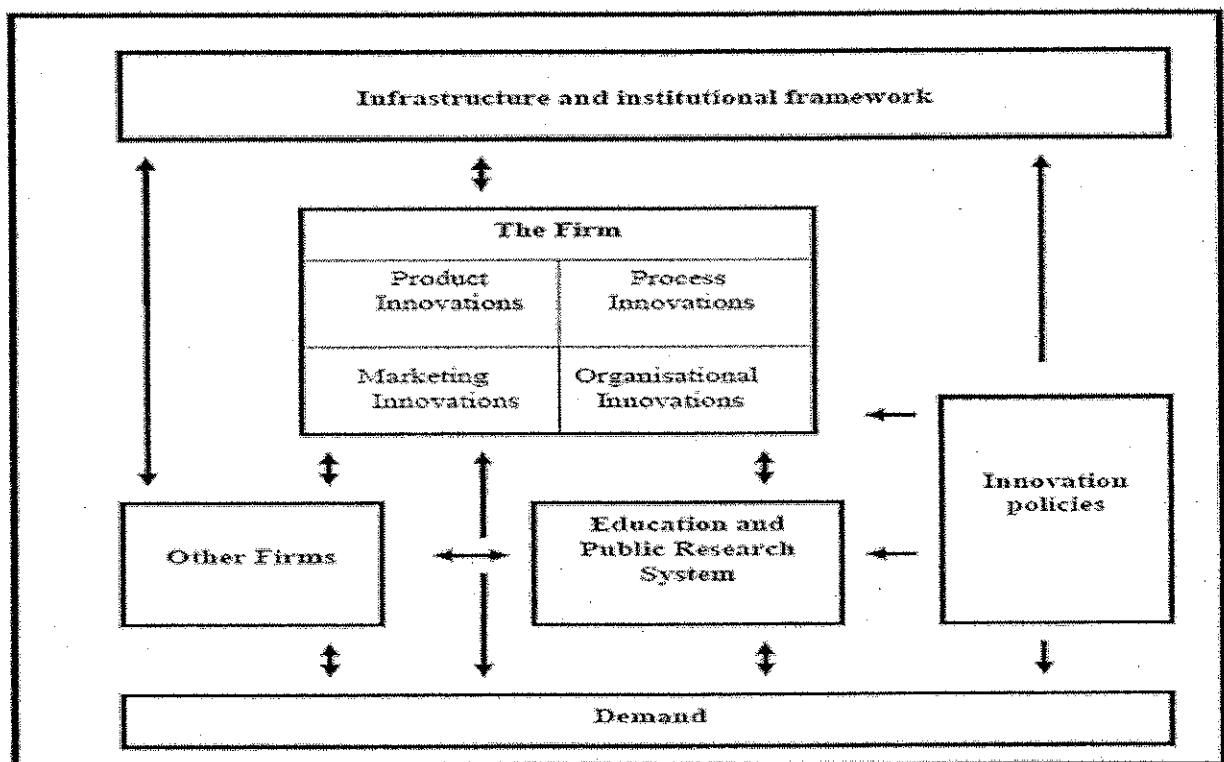 Infrastructure and institutional framework
The Firm
Product
Innovations
Process
Innovations
Marketing
Innovations
Organisational
Innovations
Innovation
policies
Other Firms
Education and
Public Research
System
Demand